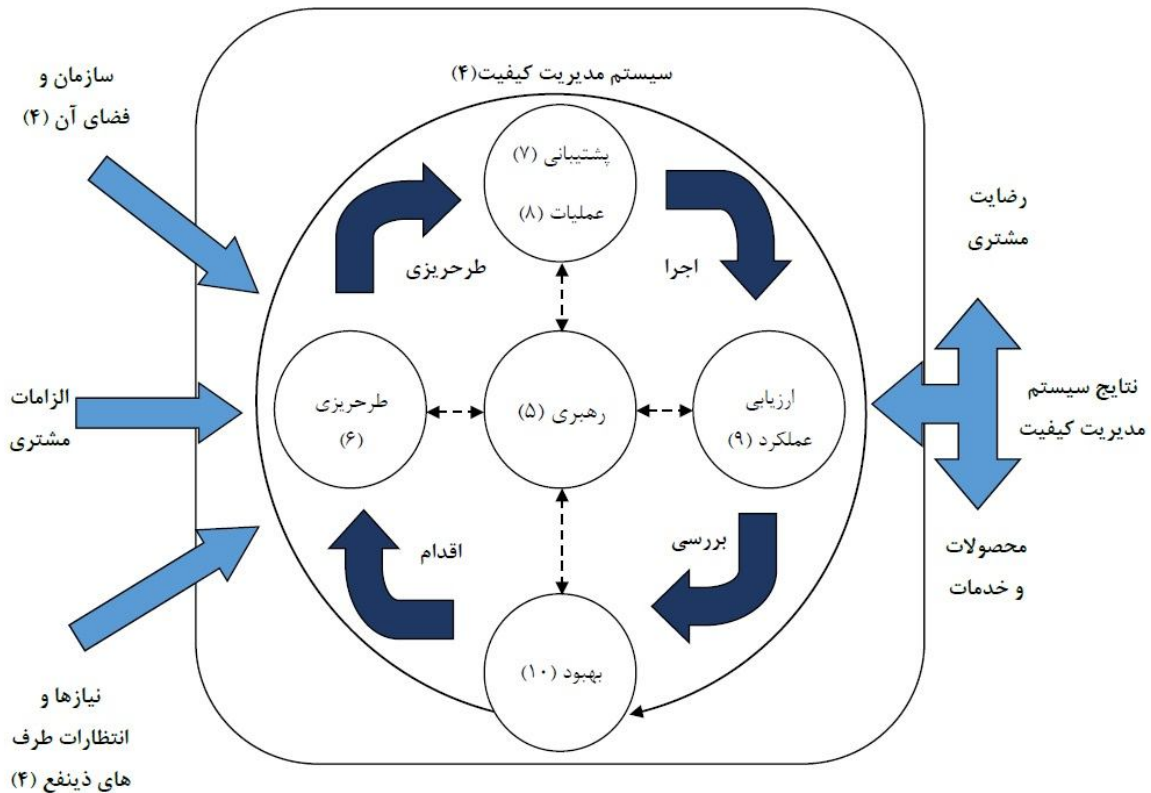 سازمان و
فضای آن (۴)
سیستم مدیریت کیفیت(۴)
پشتیبانی (۷)
عملیات (۸)
طرحریزی
اجرا
رضایت
مشتری
الزامات
مشتری
طرحریزی
(۶)
رهبری (۵)
ارزیابی
عملکرد (۹)
نتایج سیستم
مدیریت کیفیت
اقدام
بررسی
محصولات
و خدمات
بهبود (۱۰)
نیازها و
انتظارات طرف
های ذینفع (۴)